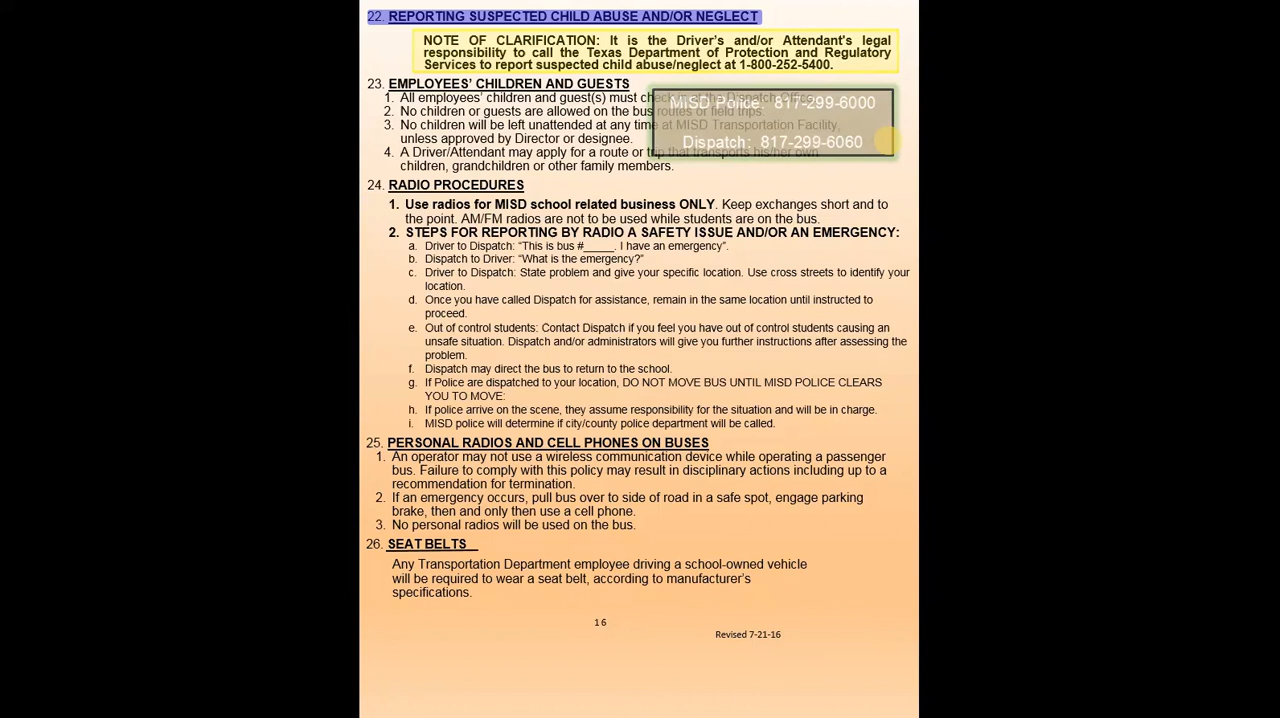 22. REPORTING SUSPECTED CHILD ABUSE AND/OR NEGLECT
NOTE OF CLARIFICATION: It is the Driver's and/or Attendant's legal
responsibility to call the Texas Department of Protection and Regulatory
Services to report suspected child abuse/neglect at 1-800-252-5400.
23. EMPLOYEES' CHILDREN AND GUESTS
1. All employees' children and guest(s) must check in at the Dispatch Office.
2. No children or guests are allowed on the bus routes or field trips.
3. No children will be left unattended at any time at MISD Transportation Facility,
unless approved by Director or designee.
4. A Driver/Attendant may apply for a route or trip that transports his/her own
children, grandchildren or other family members.
MISD Police: 817-299-6000
Dispatch: 817-299-6060
24. RADIO PROCEDURES
1. Use radios for MISD school related business ONLY. Keep exchanges short and to
the point. AM/FM radios are not to be used while students are on the bus.
2. STEPS FOR REPORTING BY RADIO A SAFETY ISSUE AND/OR AN EMERGENCY:
a. Driver to Dispatch: "This is bus #_____. I have an emergency".
b. Dispatch to Driver: "What is the emergency?"
c. Driver to Dispatch: State problem and give your specific location. Use cross streets to identify your
location.
d. Once you have called Dispatch for assistance, remain in the same location until instructed to
proceed.
e. Out of control students: Contact Dispatch if you feel you have out of control students causing an
unsafe situation. Dispatch and/or administrators will give you further instructions after assessing the
problem.
f. Dispatch may direct the bus to return to the school.
g. If Police are dispatched to your location, DO NOT MOVE BUS UNTIL MISD POLICE CLEARS
YOU TO MOVE:
h. If police arrive on the scene, they assume responsibility for the situation and will be in charge.
i. MISD police will determine if city/county police department will be called.
25. PERSONAL RADIOS AND CELL PHONES ON BUSES
1. An operator may not use a wireless communication device while operating a passenger
bus. Failure to comply with this policy may result in disciplinary actions including up to a
recommendation for termination.
2. If an emergency occurs, pull bus over to side of road in a safe spot, engage parking
brake, then and only then use a cell phone.
3. No personal radios will be used on the bus.
26. SEAT BELTS
Any Transportation Department employee driving a school-owned vehicle
will be required to wear a seat belt, according to manufacturer's
specifications.
16
Revised 7-21-16